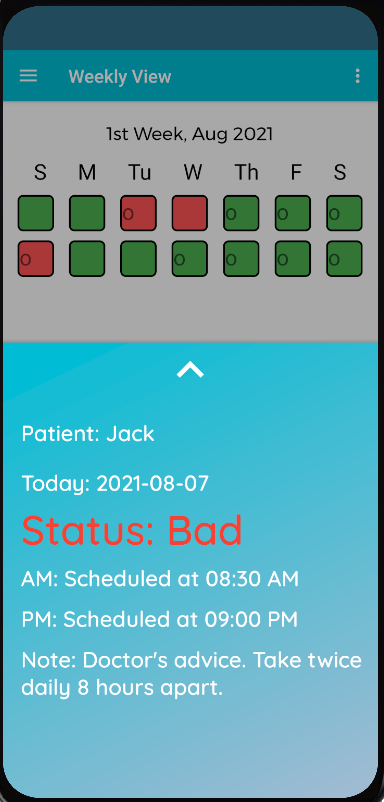 Weekly View
1st Week, Aug 2021
S M Tu W Th F S
O O O O
O O O O O
Patient: Jack
Today: 2021-08-07
Status: Bad
AM: Scheduled at 08:30 AM
PM: Scheduled at 09:00 PM
Note: Doctor's advice. Take twice
daily 8 hours apart.